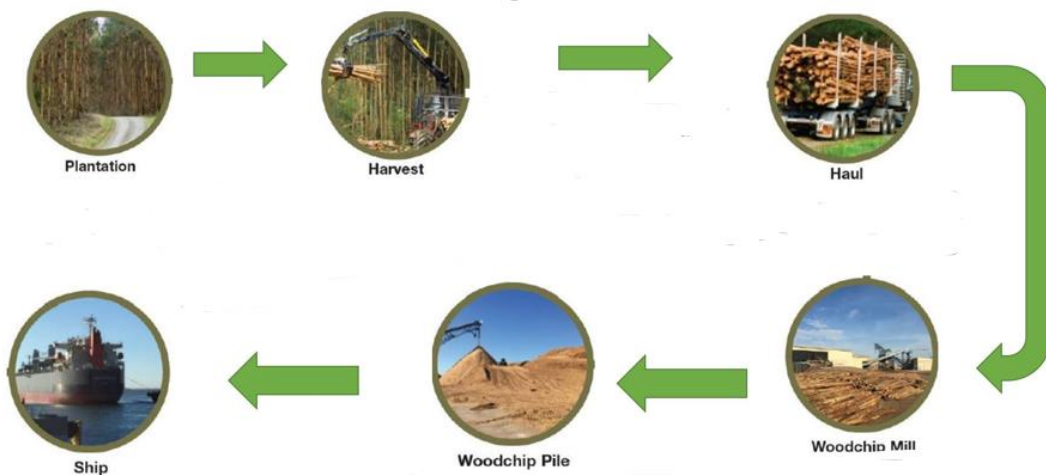 Plantation
Harvest
Haul
Woodchip Mill
Woodchip Pile
Ship